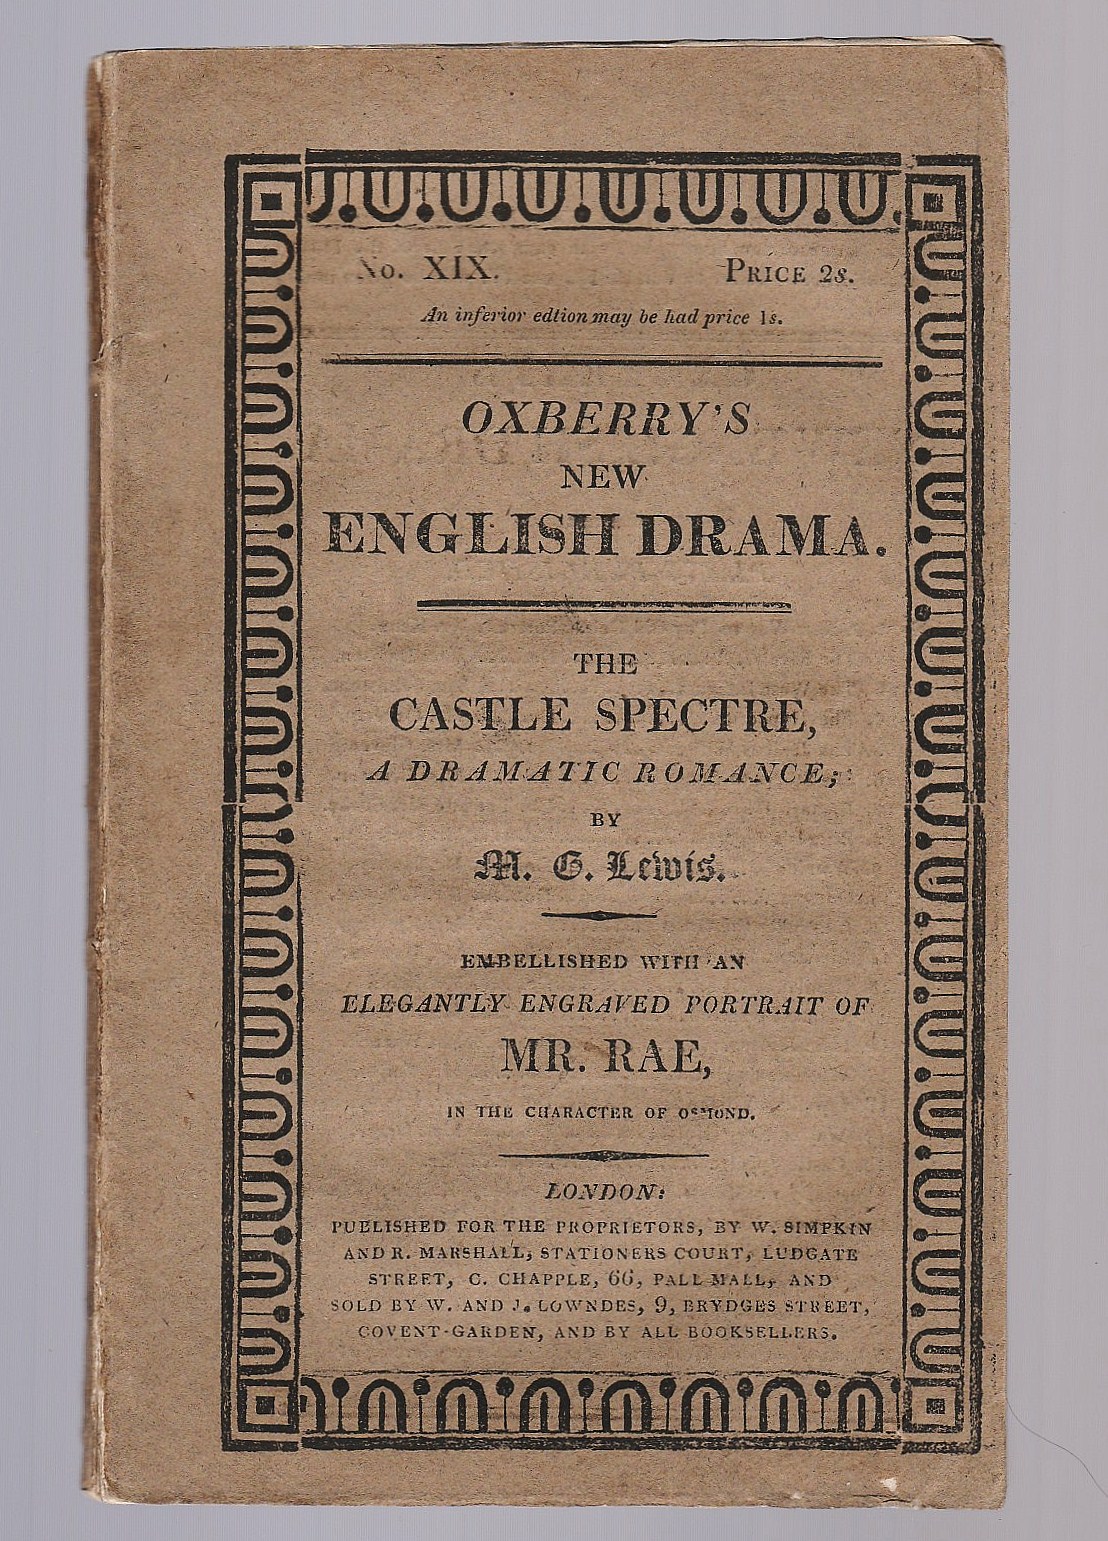 No. XIX. PRICE 2s.
An inferior edtion may be had price 1s.
OXBERRY'S
NEW
ENGLISH DRAMA.
THE
CASTLE SPECTRE,
A DRAMATIC ROMANCE;
BY
M. G. Lewis.
EMBELLISHED WITH AN
ELEGANTLY ENGRAVED PORTRAIT OF
MR. RAE,
IN THE CHARACTER OF OSMOND.
LONDON:
PUBLISHED FOR THE PROPRIETORS, BY W. SIMPKIN
AND R. MARSHALL, STATIONERS COURT, LUDGATE
STREET, C. CHAPPLE, 66, PALL MALL, AND
SOLD BY W. AND J. LOWNDES, 9, BRYDGES STREET,
COVENT-GARDEN, AND BY ALL BOOKSELLERS.